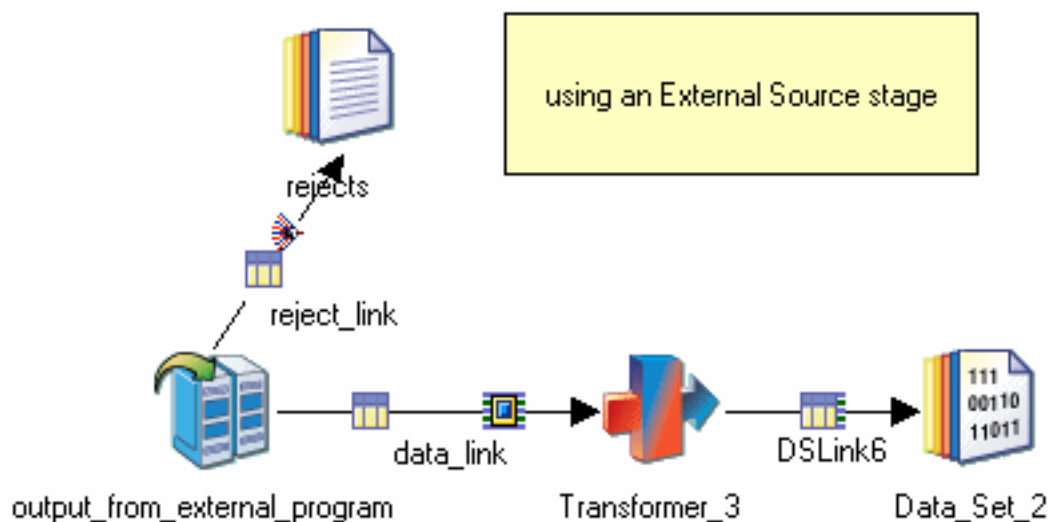 using an External Source stage
rejects
reject_link
data_link
DSLink6
111
00110
11011
output_from_external_program
Transformer_3
Data_Set_2